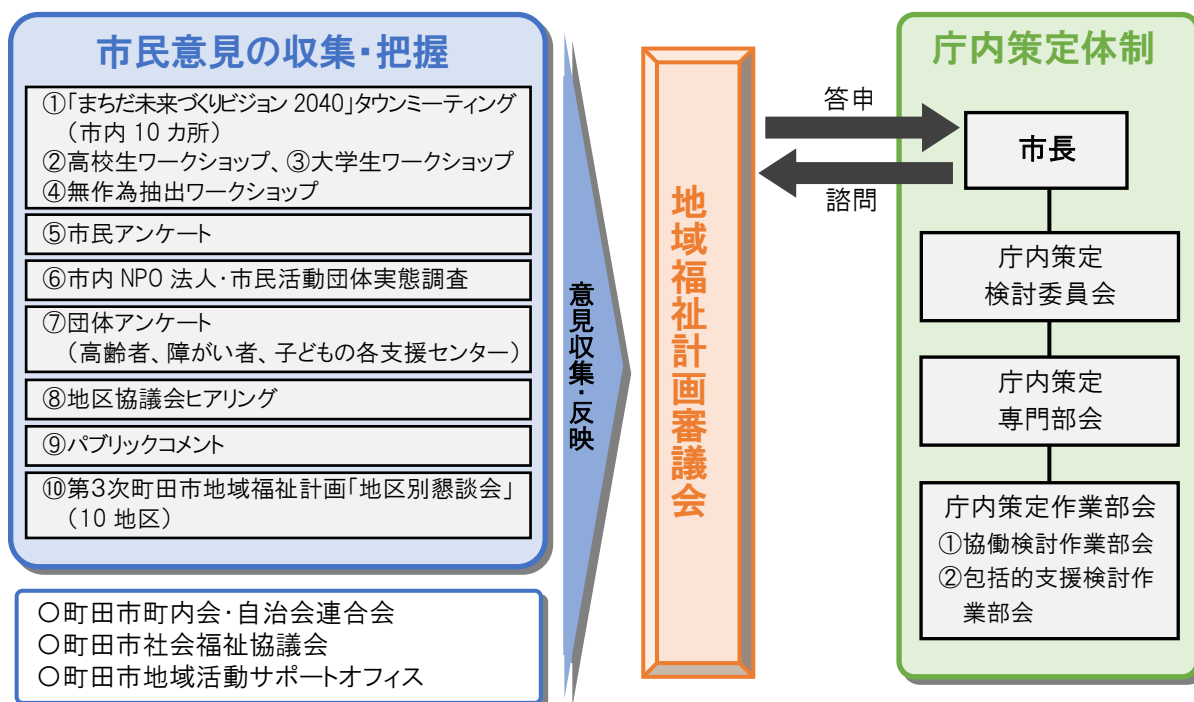 市民意見の収集・把握
①「まちだ未来づくりビジョン 2040」タウンミーティング
（市内 10 カ所）
②高校生ワークショップ、③大学生ワークショップ
④無作為抽出ワークショップ
⑤市民アンケート
⑥市内 NPO 法人・市民活動団体実態調査
⑦団体アンケート
（高齢者、障がい者、子どもの各支援センター）
⑧地区協議会ヒアリング
⑨パブリックコメント
⑩第３次町田市地域福祉計画「地区別懇談会」
（10 地区）
○町田市町内会・自治会連合会
○町田市社会福祉協議会
○町田市地域活動サポートオフィス
意見収集・反映
地域福祉計画審議会
答申
諮問
庁内策定体制
市長
庁内策定
検討委員会
庁内策定
専門部会
庁内策定作業部会
①協働検討作業部会
②包括的支援検討作
業部会